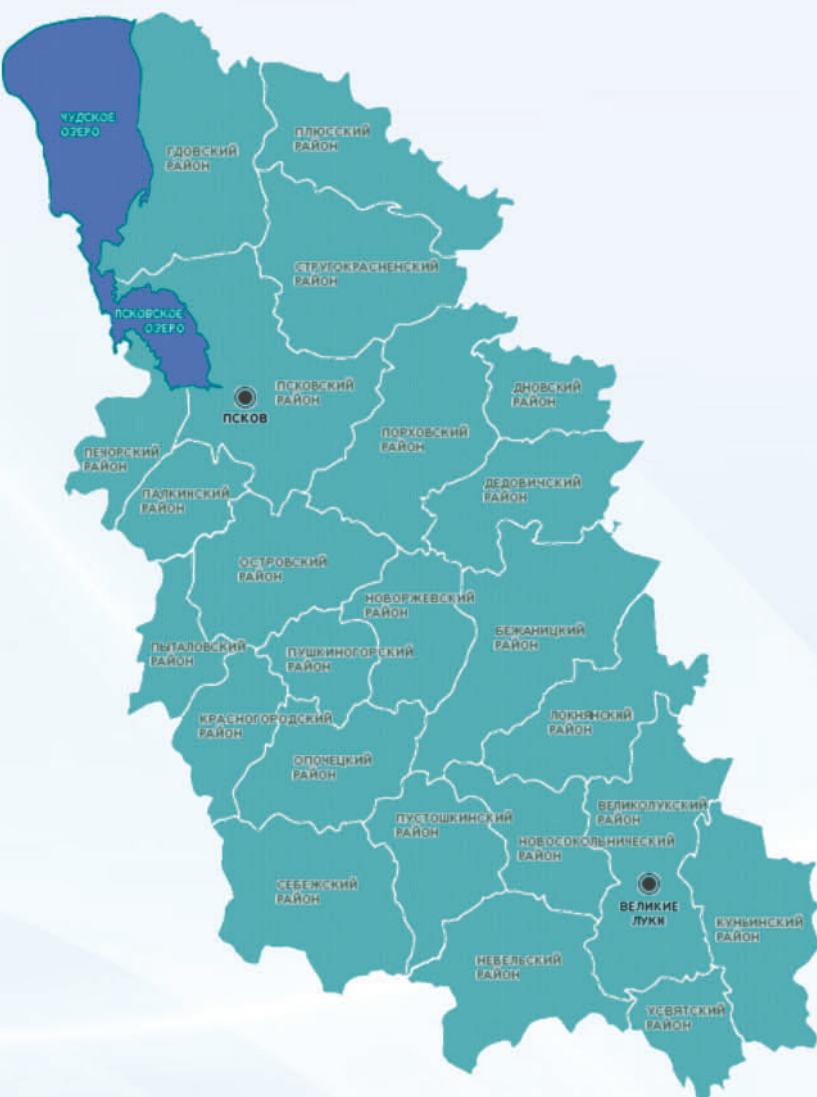 ЧУДСКОЕ
ОЗЕРО
ГДОВСКИЙ
РАЙОН
ПЛЮССКИЙ
РАЙОН
СТРУГОКРАСНЕНСКИЙ
РАЙОН
ПСКОВСКОЕ
ОЗЕРО
ПСКОВСКИЙ
РАЙОН
ПСКОВ
ДНОВСКИЙ
РАЙОН
ПОРХОВСКИЙ
РАЙОН
ПЕЧОРСКИЙ
РАЙОН
ПАЛКИНСКИЙ
РАЙОН
ДЕДОВИЧСКИЙ
РАЙОН
ОСТРОВСКИЙ
РАЙОН
НОВОРЖЕВСКИЙ
РАЙОН
БЕЖАНИЦКИЙ
РАЙОН
ПЫТАЛОВСКИЙ
РАЙОН
ПУШКИНОГОРСКИЙ
РАЙОН
КРАСНОГОРОДСКИЙ
РАЙОН
ЛОКНЯНСКИЙ
РАЙОН
ОПОЧЕЦКИЙ
РАЙОН
ПУСТОШКИНСКИЙ
РАЙОН
ВЕЛИКОЛУКСКИЙ
РАЙОН
НОВОСОКОЛЬНИЧЕСКИЙ
РАЙОН
СЕБЕЖСКИЙ
РАЙОН
ВЕЛИКИЕ
ЛУКИ
КУНЬИНСКИЙ
РАЙОН
НЕВЕЛЬСКИЙ
РАЙОН
УСВЯТСКИЙ
РАЙОН